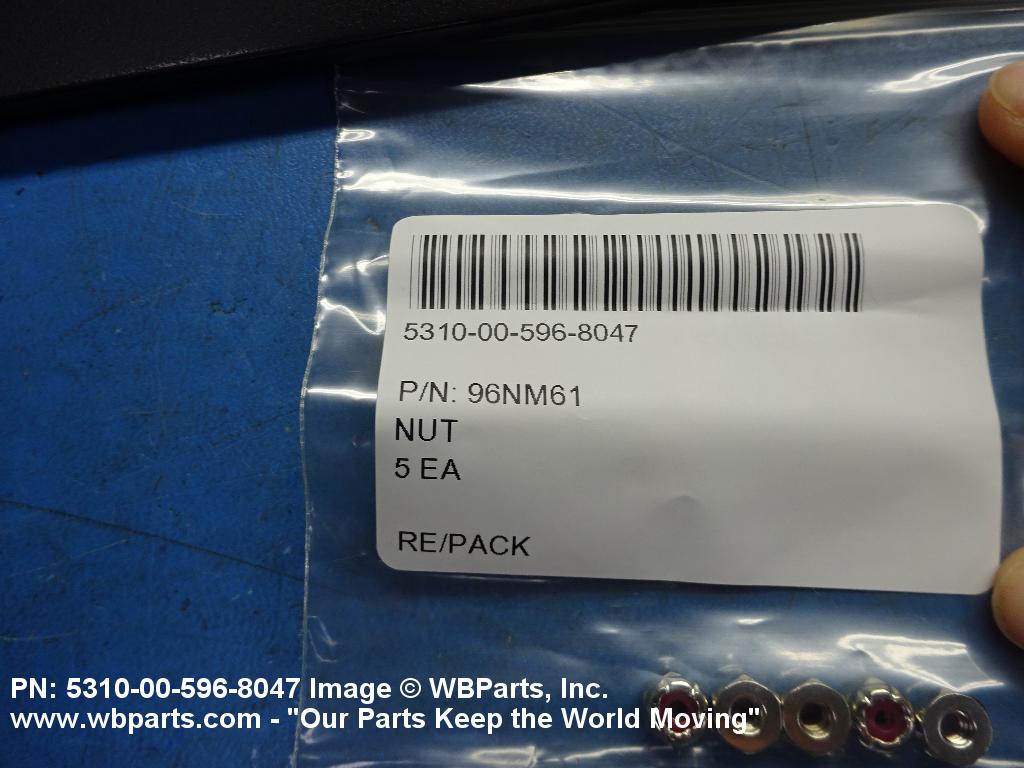 5310-00-596-8047
P/N: 96NM61
NUT
5 EA
RE/PACK
PN: 5310-00-596-8047 Image © WBParts, Inc.
www.wbparts.com - "Our Parts Keep the World Moving"